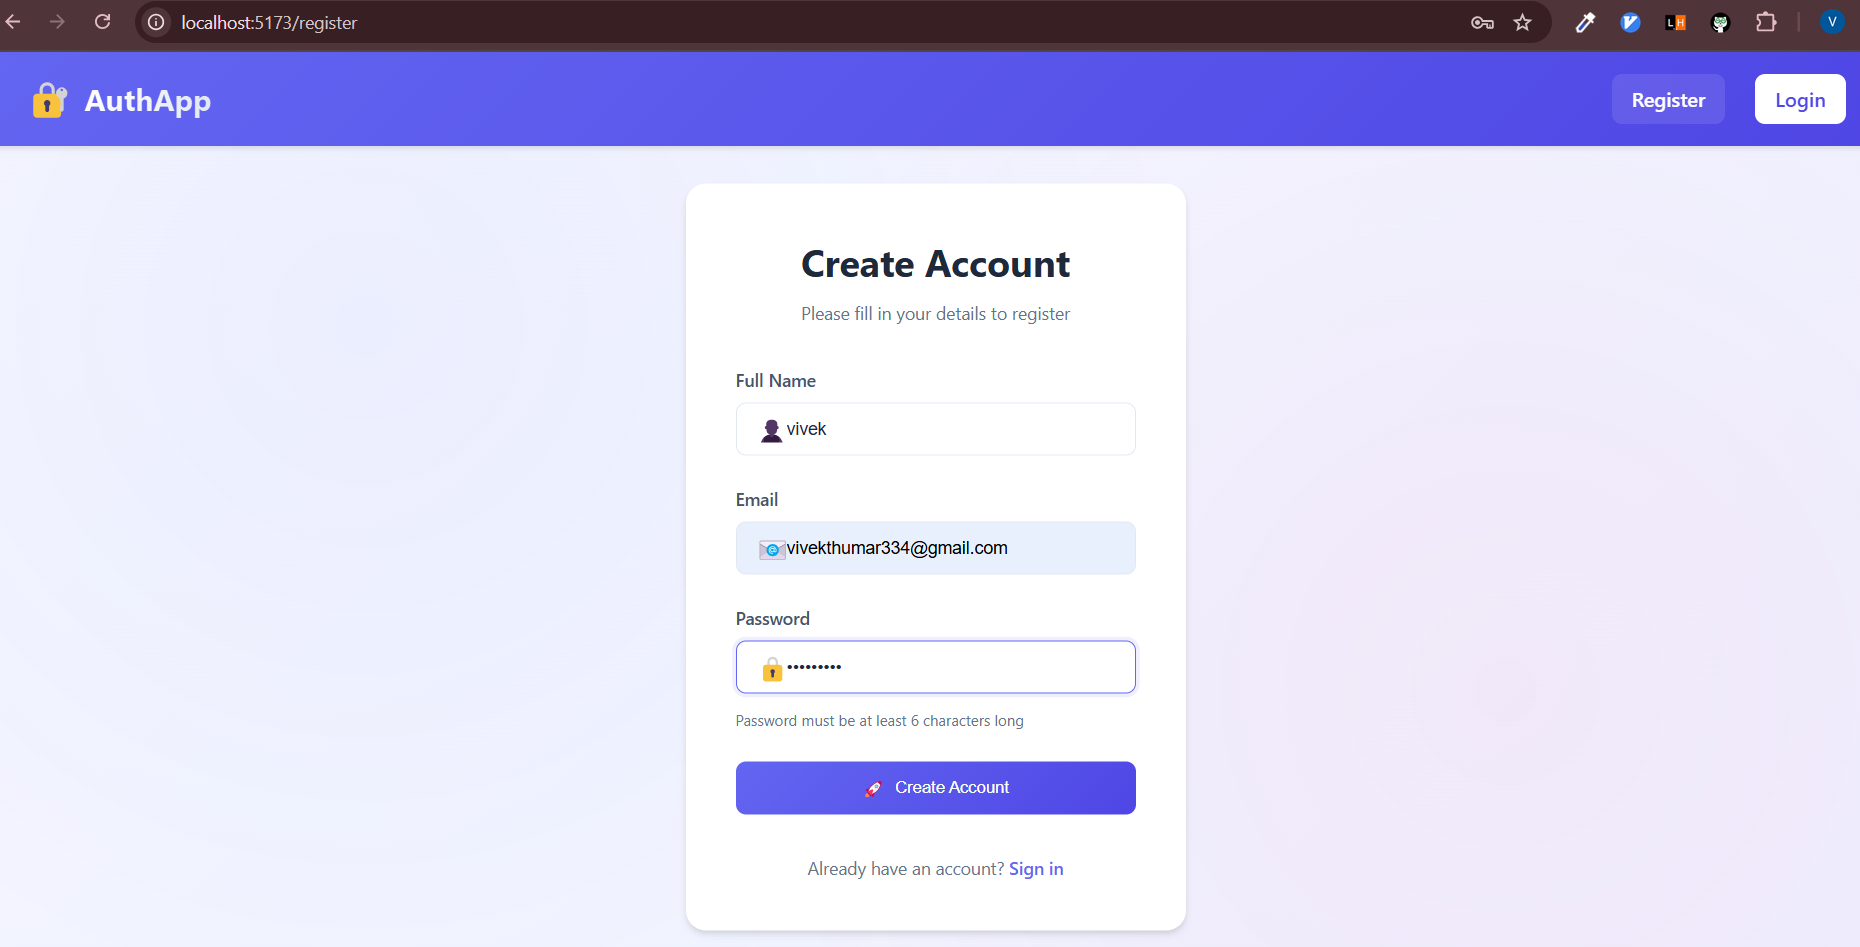 localhost:5173/register
LH
V
AuthApp
Register
Login
Create Account
Please fill in your details to register
Full Name
vivek
Email
vivekthumar334@gmail.com
Password
•••••••••
Password must be at least 6 characters long
Create Account
Already have an account? Sign in